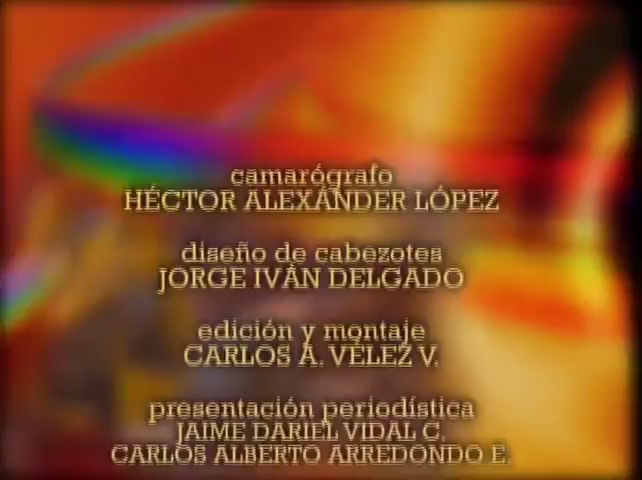 camarógrafo
HÉCTOR ALEXÁNDER LÓPEZ
diseño de cabezotes
JORGE IVÁN DELGADO
edición y montaje
CARLOS A. VÉLEZ V.
presentación periodística
JAIME DARIEL VIDAL C.
CARLOS ALBERTO ARREDONDO E.